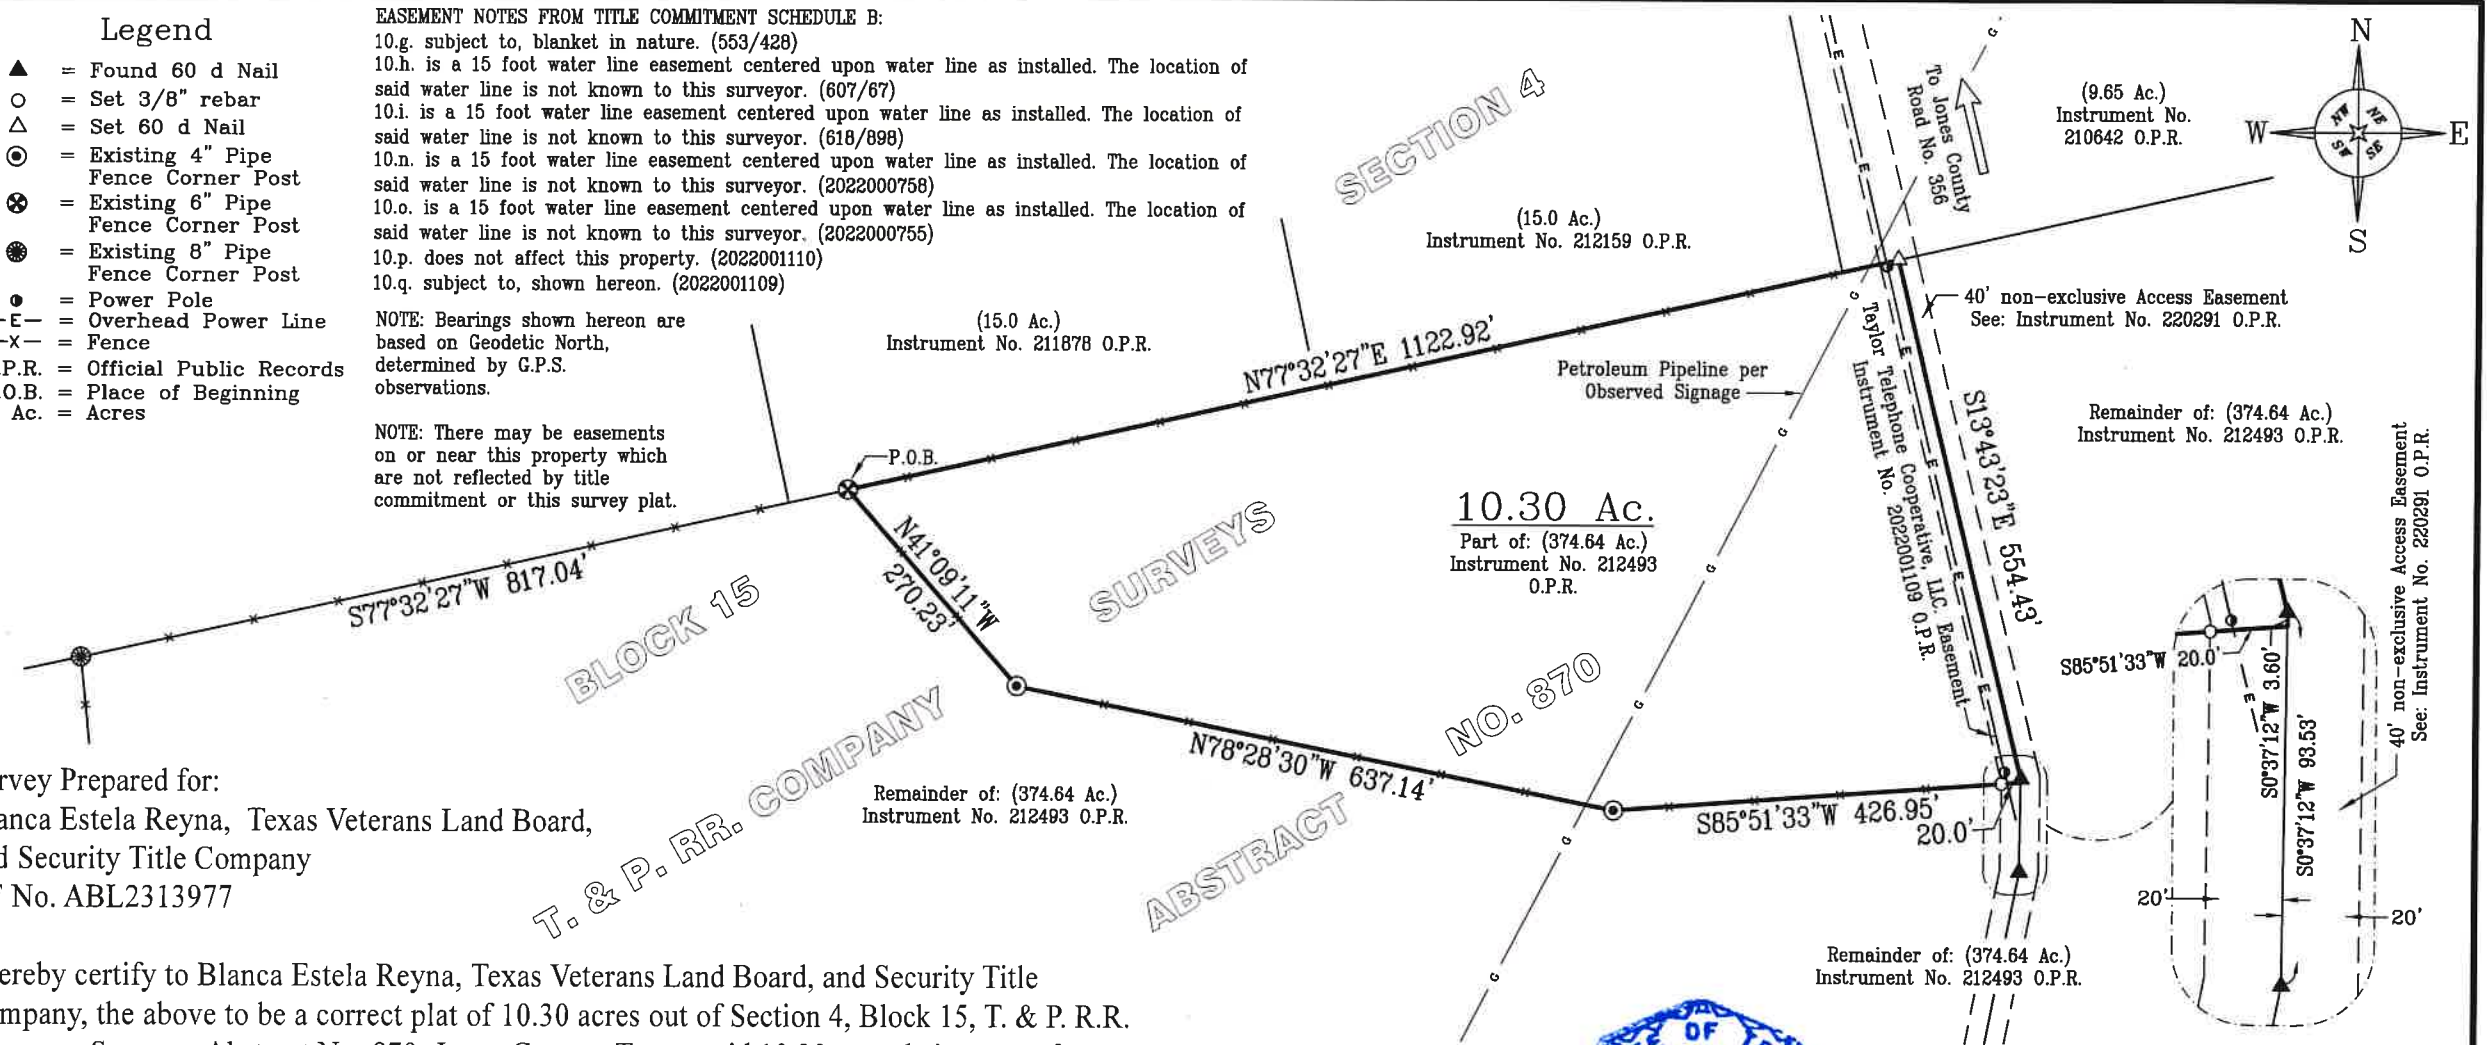 Legend
= Found 60 d Nail
= Set 3/8" rebar
= Set 60 d Nail
= Existing 4" Pipe
Fence Corner Post
= Existing 6" Pipe
Fence Corner Post
= Existing 8" Pipe
Fence Corner Post
= Power Pole
-E— = Overhead Power Line
-X— = Fence
.P.R. = Official Public Records
.O.B. = Place of Beginning
Ac. = Acres
EASEMENT NOTES FROM TITLE COMMITMENT SCHEDULE B:
10.g. subject to, blanket in nature. (553/428)
10.h. is a 15 foot water line easement centered upon water line as installed. The location of
said water line is not known to this surveyor. (607/67)
10.i. is a 15 foot water line easement centered upon water line as installed. The location of
said water line is not known to this surveyor. (618/898)
10.n. is a 15 foot water line easement centered upon water line as installed. The location of
said water line is not known to this surveyor. (2022000758)
10.o. is a 15 foot water line easement centered upon water line as installed. The location of
said water line is not known to this surveyor. (2022000755)
10.p. does not affect this property. (2022001110)
10.q. subject to, shown hereon. (2022001109)
NOTE: Bearings shown hereon are
based on Geodetic North,
determined by G.P.S.
observations.
NOTE: There may be easements
on or near this property which
are not reflected by title
commitment or this survey plat.
SECTION 4
To Jones County
Road No. 356
(9.65 Ac.)
Instrument No.
210642 O.P.R.
N
W
E
S
NW
NE
SW
SE
(15.0 Ac.)
Instrument No. 212159 O.P.R.
(15.0 Ac.)
Instrument No. 211878 O.P.R.
40' non-exclusive Access Easement
See: Instrument No. 220291 O.P.R.
N77°32'27"E 1122.92'
Petroleum Pipeline per
Observed Signage
Taylor Telephone Cooperative, LLC. Easement
Instrument No. 2022001109 O.P.R.
S13°43'23"E 554.43'
Remainder of: (374.64 Ac.)
Instrument No. 212493 O.P.R.
P.O.B.
10.30 Ac.
Part of: (374.64 Ac.)
Instrument No. 212493
O.P.R.
S77°32'27"W 817.04'
N41°09'11"W
270.23'
BLOCK 15
SURVEYS
T. & P. RR. COMPANY
NO. 870
ABSTRACT
N78°28'30"W 637.14'
S85°51'33"W 426.95'
20.0'
Remainder of: (374.64 Ac.)
Instrument No. 212493 O.P.R.
S85°51'33"W 20.0'
S0°37'12"W 3.60'
S0°37'12"W 93.53'
40' non-exclusive Access Easement
See: Instrument No. 220291 O.P.R.
20'
20'
Remainder of: (374.64 Ac.)
Instrument No. 212493 O.P.R.
rvey Prepared for:
anca Estela Reyna, Texas Veterans Land Board,
d Security Title Company
No. ABL2313977
ereby certify to Blanca Estela Reyna, Texas Veterans Land Board, and Security Title
mpany, the above to be a correct plat of 10.30 acres out of Section 4, Block 15, T. & P. R.R.
OF